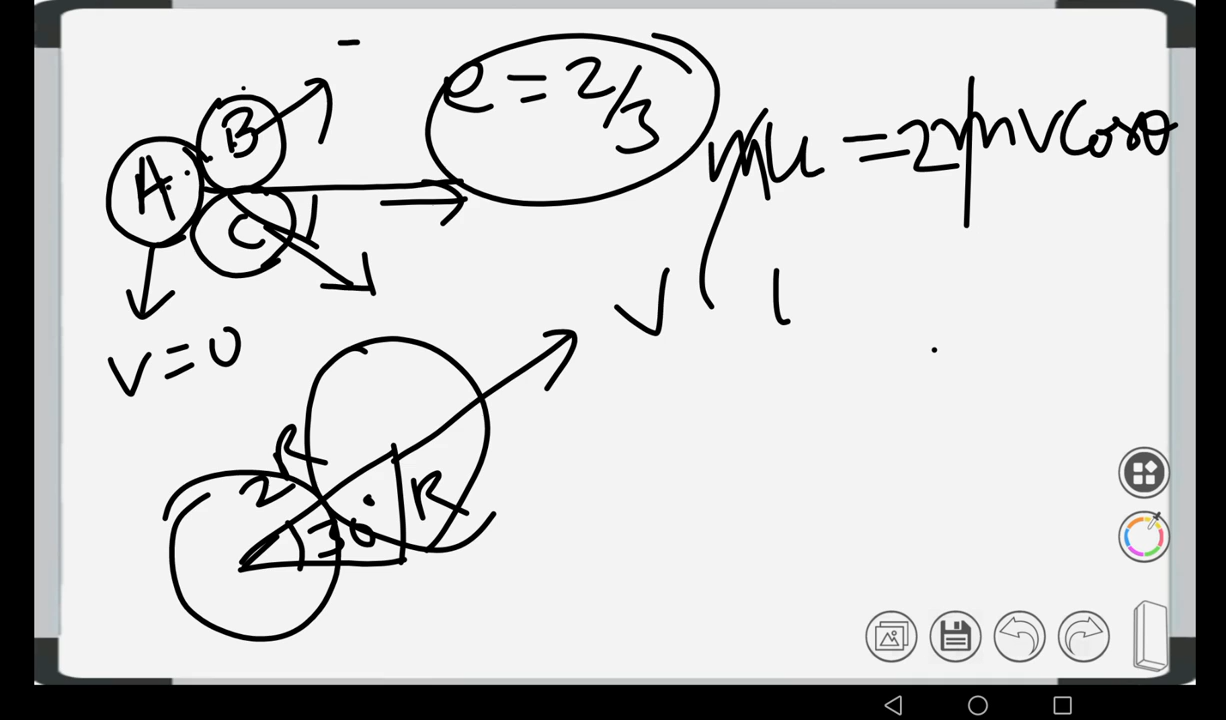 e = 2/3
mu = 2mvcosθ
A
B
C
v = 0
2R
30
R